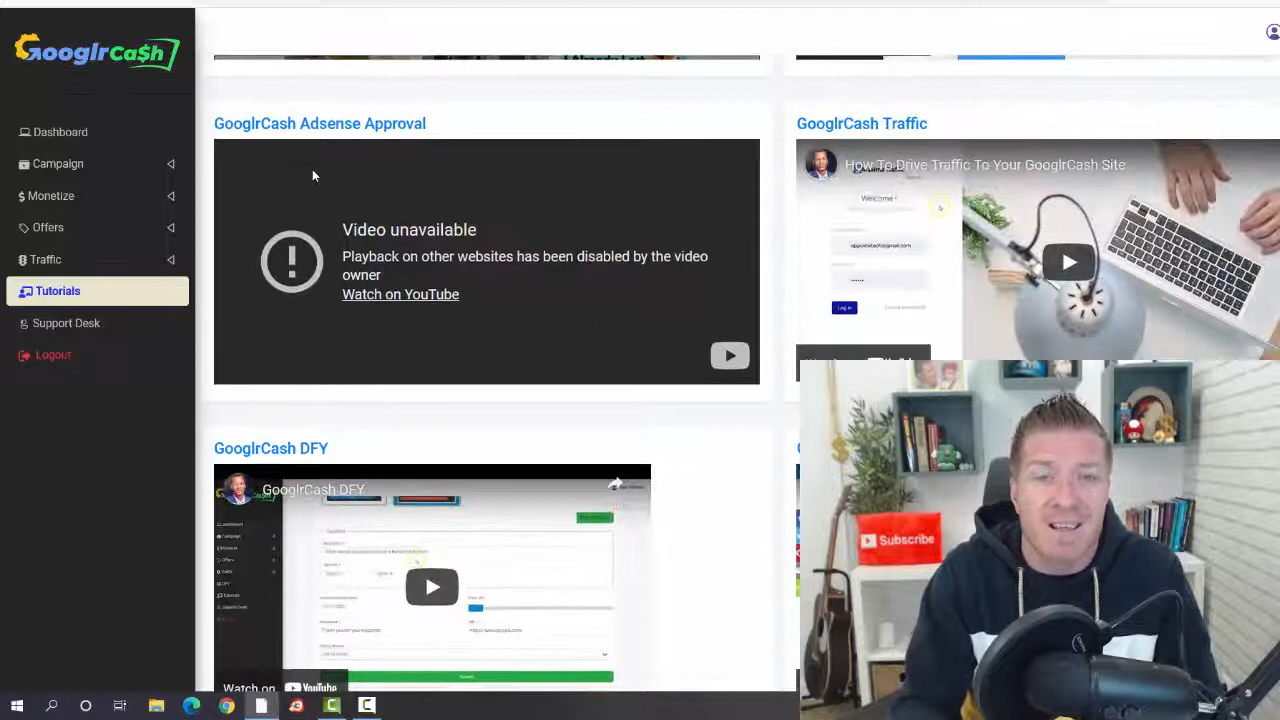 GooglrCa$h
Dashboard
Campaign
$ Monetize
Offers
Traffic
Tutorials
Support Desk
Logout
GooglrCash Adsense Approval
Video unavailable
Playback on other websites has been disabled by the video
owner
Watch on YouTube
GooglrCash Traffic
How To Drive Traffic To Your GooglrCash Site
Welcome !
Log in
GooglrCash DFY
GooglrCash DFY
Watch on YouTube
Subscribe